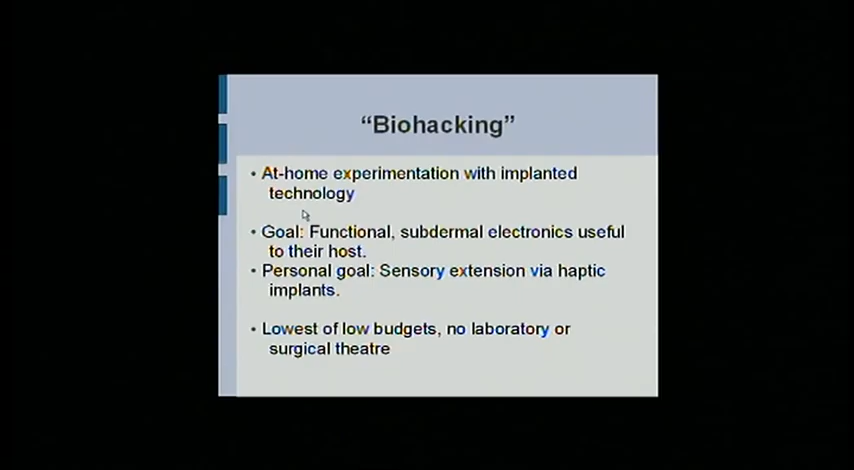 “Biohacking”
• At-home experimentation with implanted
technology
• Goal: Functional, subdermal electronics useful
to their host.
• Personal goal: Sensory extension via haptic
implants.
• Lowest of low budgets, no laboratory or
surgical theatre